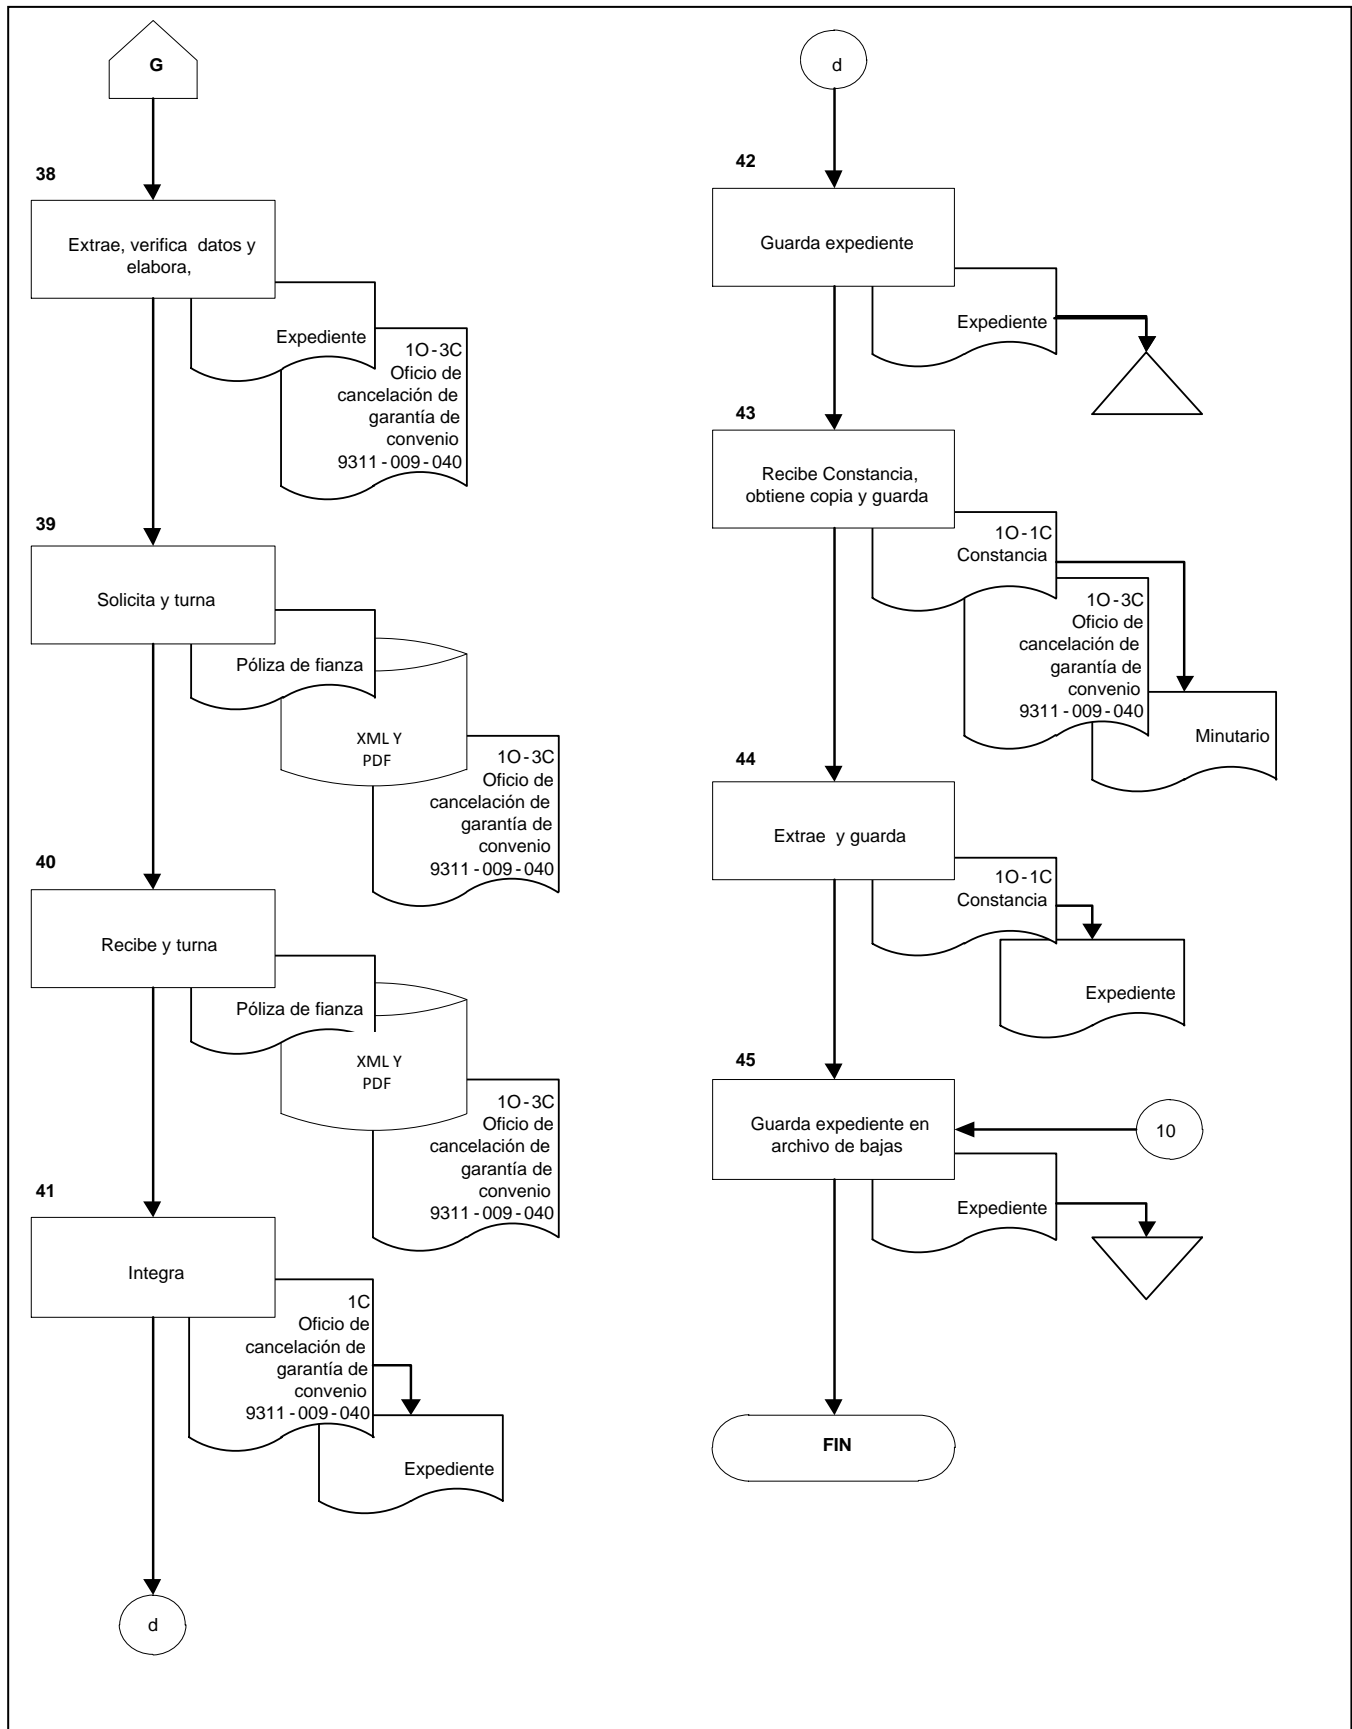 G
38
Extrae, verifica datos y
elabora,
Expediente
1O-3C
Oficio de
cancelación de
garantía de
convenio
9311-009-040
39
Solicita y turna
Póliza de fianza
XML Y
PDF
1O-3C
Oficio de
cancelación de
garantía de
convenio
9311-009-040
40
Recibe y turna
Póliza de fianza
XML Y
PDF
1O-3C
Oficio de
cancelación de
garantía de
convenio
9311-009-040
41
Integra
1C
Oficio de
cancelación de
garantía de
convenio
9311-009-040
Expediente
d
d
42
Guarda expediente
Expediente
43
Recibe Constancia,
obtiene copia y guarda
1O-1C
Constancia
1O-3C
Oficio de
cancelación de
garantía de
convenio
9311-009-040
Minutario
44
Extrae y guarda
1O-1C
Constancia
Expediente
45
Guarda expediente en
archivo de bajas
10
Expediente
FIN